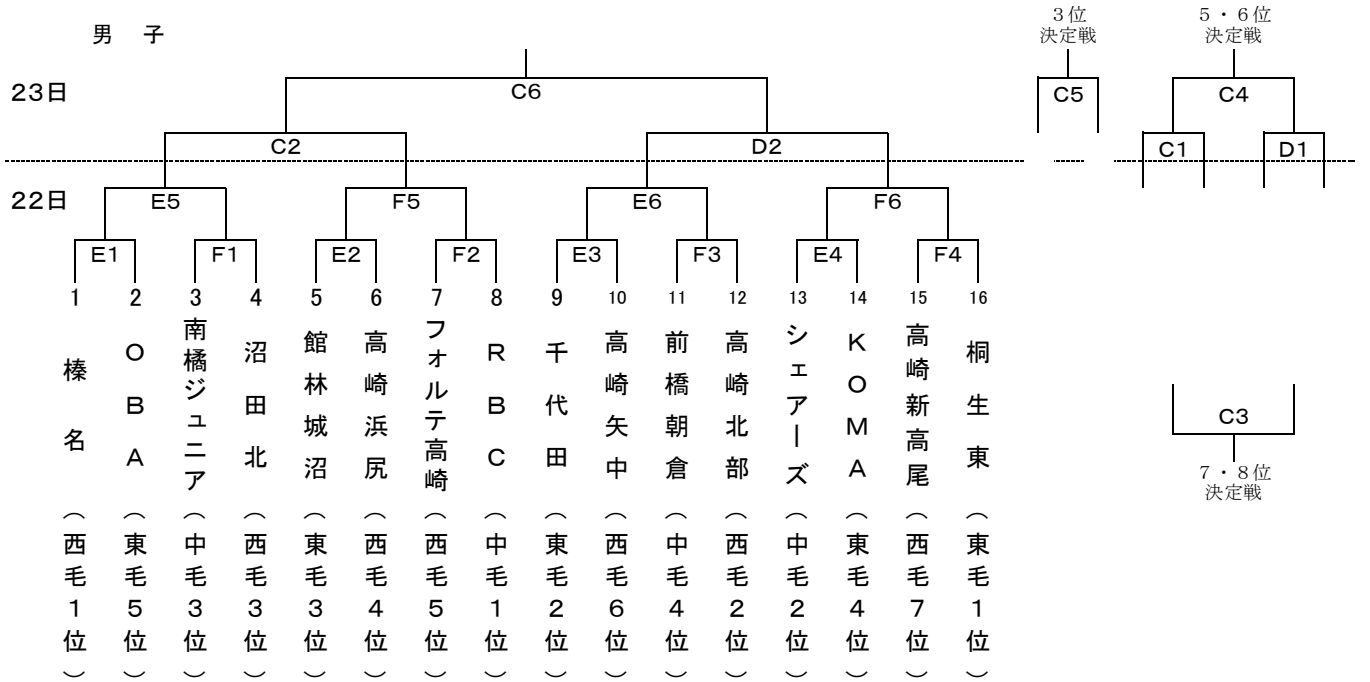 男　子
3位
決定戦
5・6位
決定戦
23日
C6
C5
C4
C2
D2
C1
D1
22日
E5
F5
E6
F6
E1
F1
E2
F2
E3
F3
E4
F4
1
2
3
4
5
6
7
8
9
10
11
12
13
14
15
16
榛名（西毛1位）
OBA（東毛5位）
南橘ジュニア（中毛3位）
沼田北（西毛3位）
館林城沼（東毛3位）
高崎浜尻（西毛4位）
フォルテ高崎（西毛5位）
RBC（中毛1位）
千代田（東毛2位）
高崎矢中（西毛6位）
前橋朝倉（中毛4位）
高崎北部（西毛2位）
シェアーズ（中毛2位）
KOMA（東毛4位）
高崎新高尾（西毛7位）
桐生東（東毛1位）
C3
7・8位
決定戦